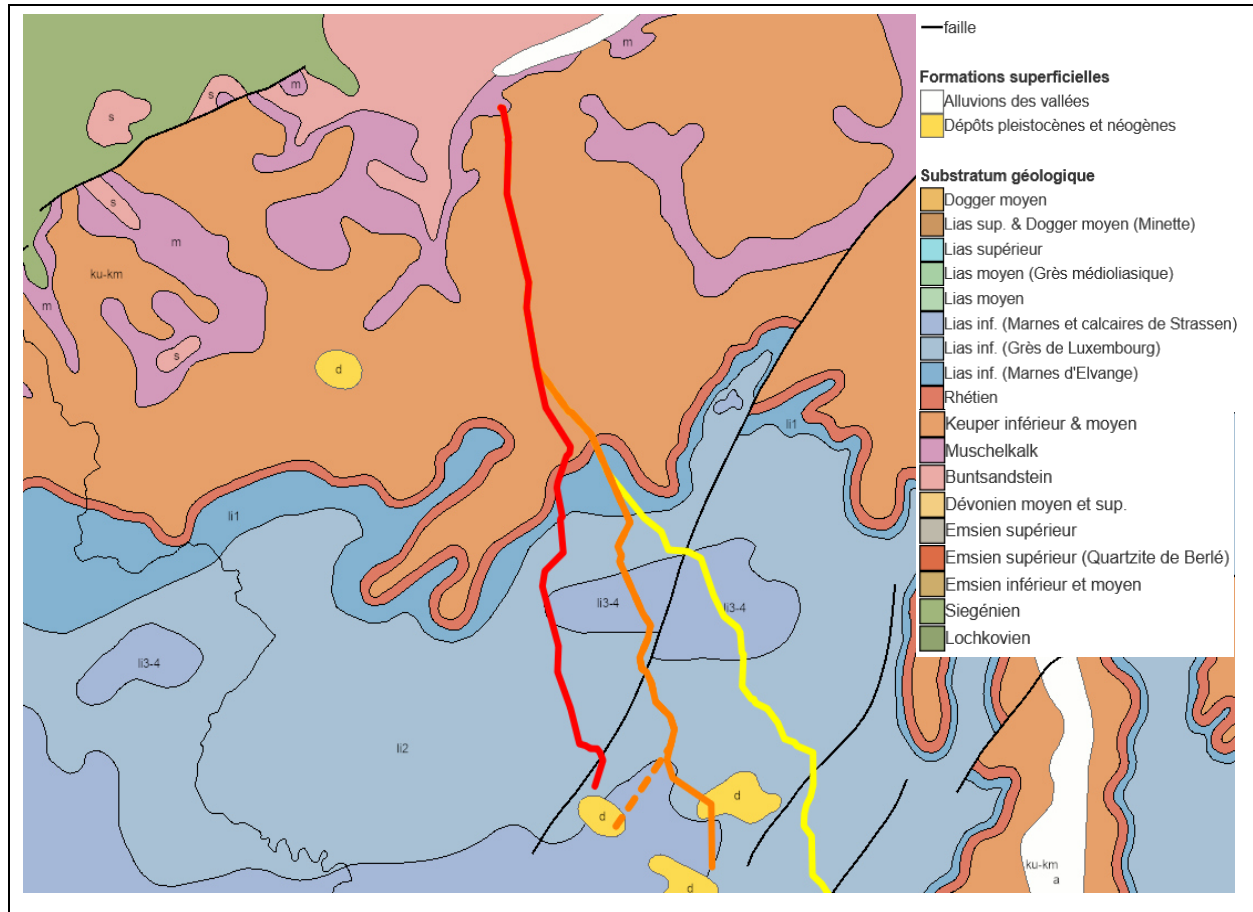 faille
Formations superficielles
Alluvions des vallées
Dépôts pleistocènes et néogènes
Substratum géologique
Dogger moyen
Lias sup. & Dogger moyen (Minette)
Lias supérieur
Lias moyen (Grès médioliasique)
Lias moyen
Lias inf. (Marnes et calcaires de Strassen)
Lias inf. (Grès de Luxembourg)
Lias inf. (Marnes d'Elvange)
Rhétien
Keuper inférieur & moyen
Muschelkalk
Buntsandstein
Dévonien moyen et sup.
Emsien supérieur
Emsien supérieur (Quartzite de Berlé)
Emsien inférieur et moyen
Siegénien
Lochkovien
m
s
m
s
s
m
ku-km
m
s
d
li1
li1
li3-4
li3-4
li3-4
li2
d
d
d
ku-km
a